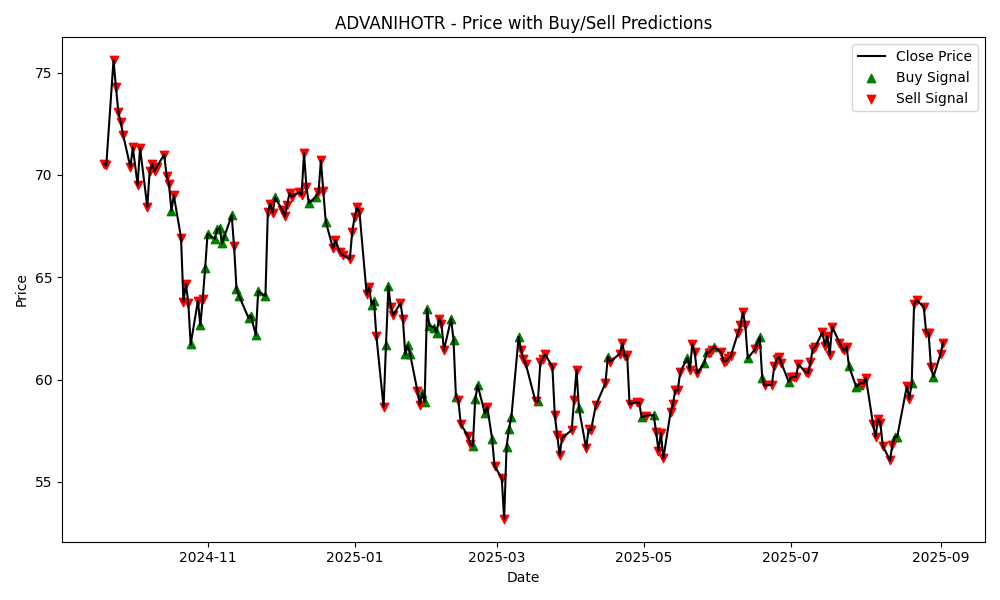 ADVANIHOTR - Price with Buy/Sell Predictions
Close Price
Buy Signal
Sell Signal
Price
75
70
65
60
55
2024-11
2025-01
2025-03
2025-05
2025-07
2025-09
Date